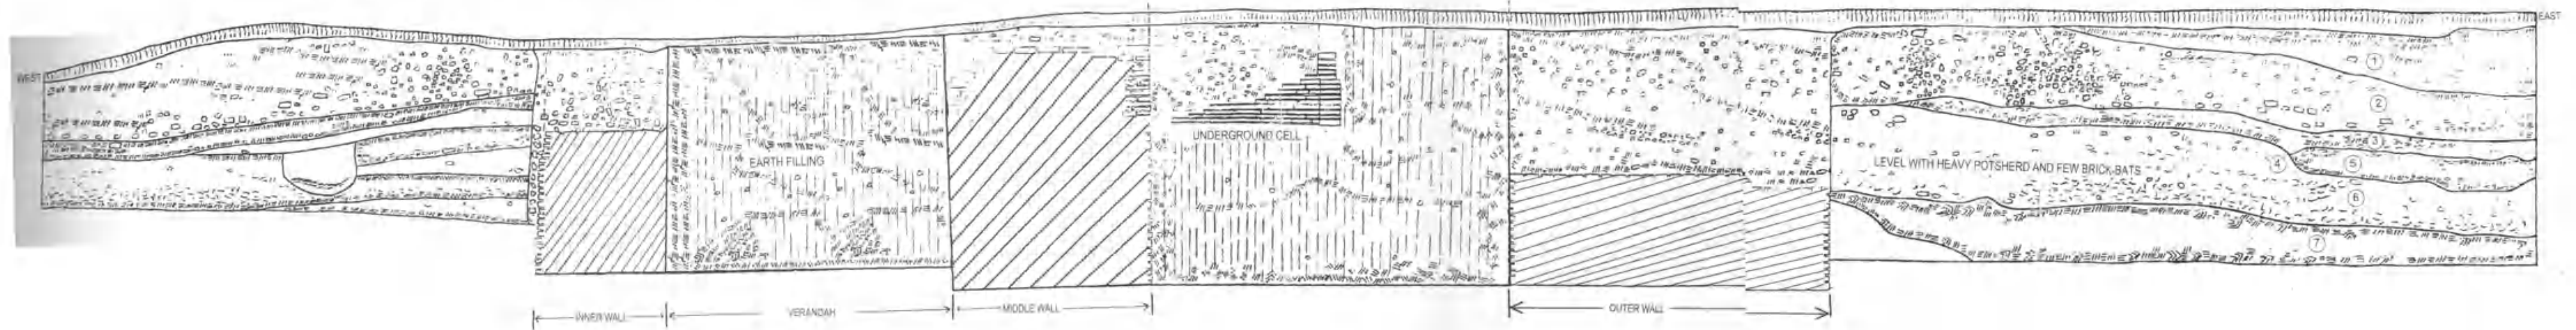 WEST
EAST
1
2
UNDERGROUND CELL
3
EARTH FILLING
LEVEL WITH HEAVY POTSHERD AND FEW BRICK-BATS
4
5
6
7
INNER WALL
VERANDAH
MIDDLE WALL
OUTER WALL